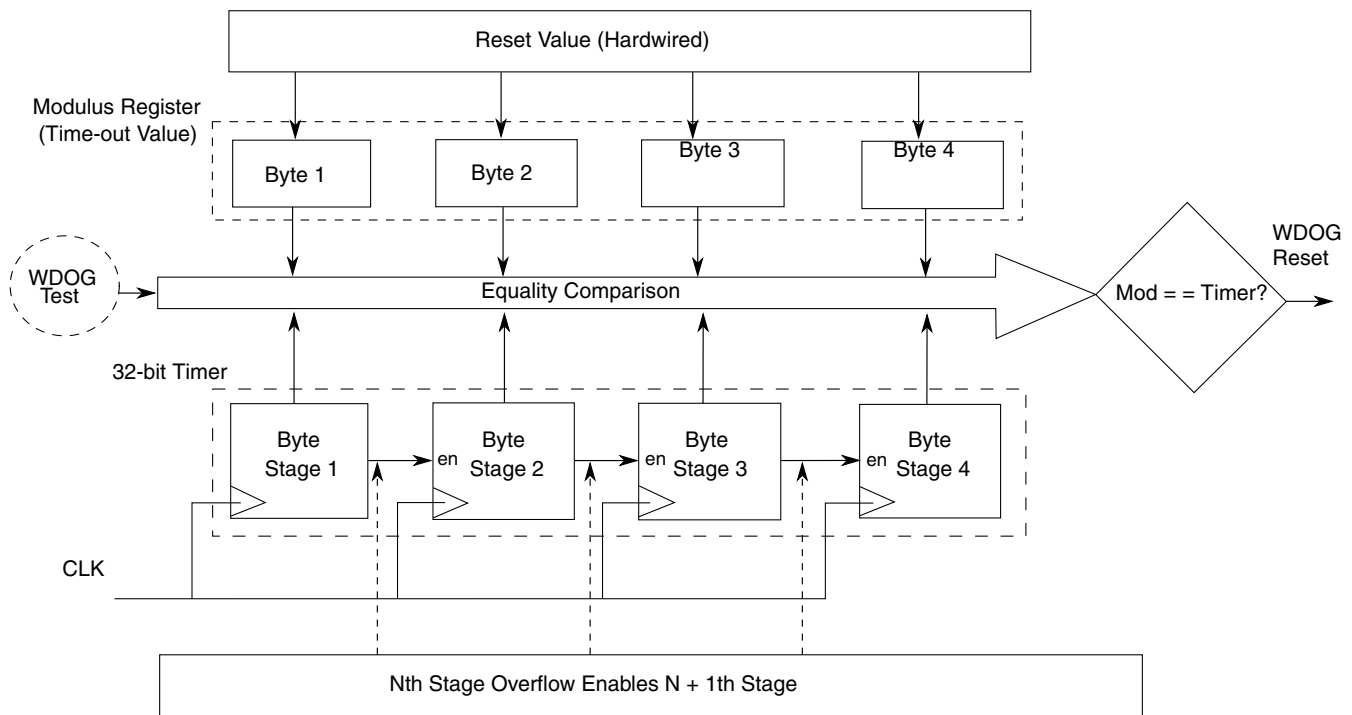 Reset Value (Hardwired)
Modulus Register
(Time-out Value)
Byte 1
Byte 2
Byte 3
Byte 4
WDOG
Test
Equality Comparison
Mod = = Timer?
WDOG
Reset
32-bit Timer
Byte
Stage 1
en
Byte
Stage 2
en
Byte
Stage 3
en
Byte
Stage 4
CLK
Nth Stage Overflow Enables N + 1th Stage